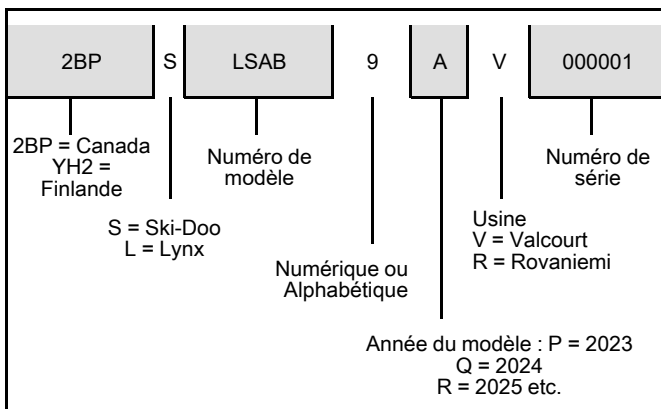 2BP S LSAB 9 A V 000001
2BP = Canada
YH2 =
Finlande
Numéro de
modèle
Numéro de
série
S = Ski-Doo
L = Lynx
Usine
V = Valcourt
R = Rovaniemi
Numérique ou
Alphabétique
Année du modèle : P = 2023
Q = 2024
R = 2025 etc.